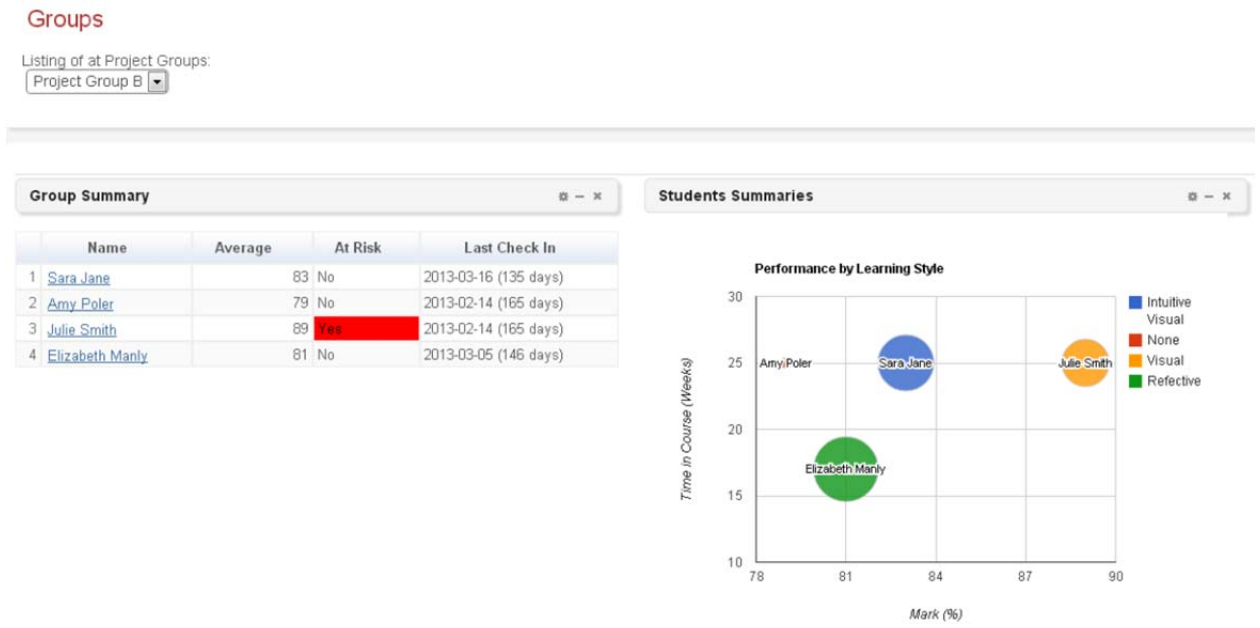 Groups
Listing of at Project Groups:
Project Group B
Group Summary
Name Average At Risk Last Check In
1 Sara Jane 83 No 2013-03-16 (135 days)
2 Amy Poler 79 No 2013-02-14 (165 days)
3 Julie Smith 89 Yes 2013-02-14 (165 days)
4 Elizabeth Manly 81 No 2013-03-05 (146 days)
Students Summaries
Performance by Learning Style
30
25
20
15
10
Time in Course (Weeks)
Amy Poler
Sara Jane
Julie Smith
Elizabeth Manly
78 81 84 87 90
Mark (%)
Intuitive
Visual
None
Visual
Refective